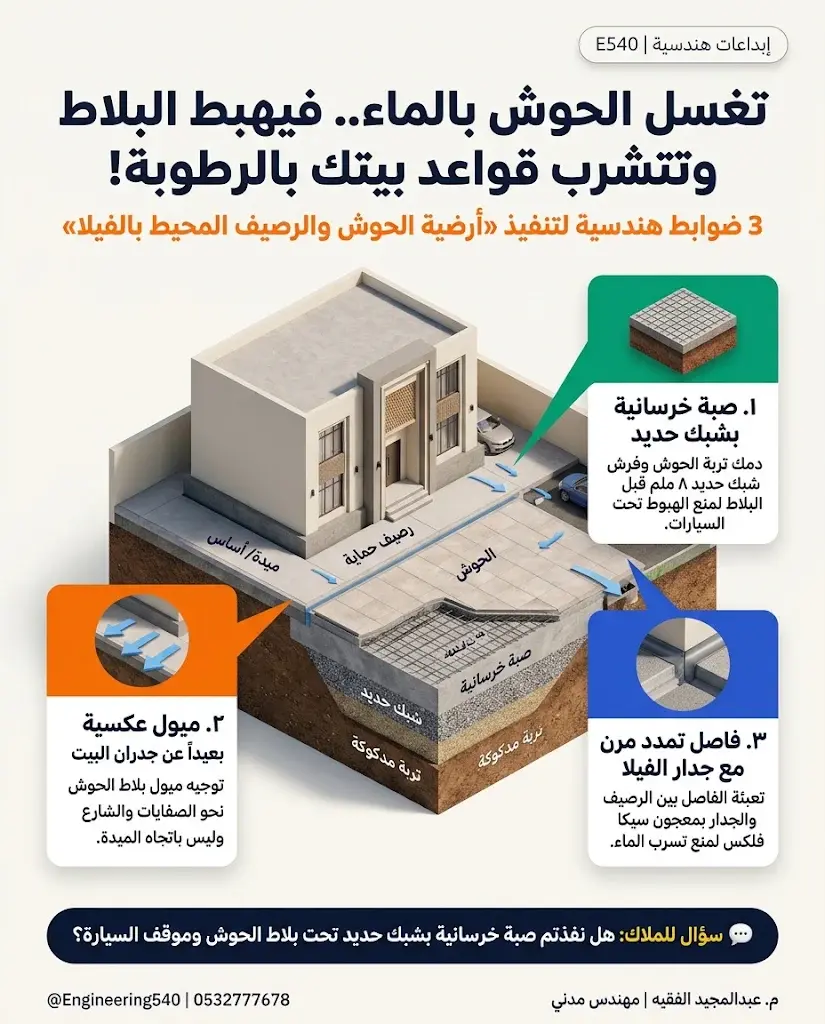 إبداعات هندسية | E540
تغسل الحوش بالماء.. فيهبط البلاط
وتتشرب قواعد بيتك بالرطوبة!
3 ضوابط هندسية لتنفيذ «أرضية الحوش والرصيف المحيط بالفيلا»
١. صبة خرسانية
بشبك حديد
دمك تربة الحوش وفرش
شبك حديد ٨ ملم قبل
البلاط لمنع الهبوط تحت
السيارات.
ميدة/ أساس
رصيف حماية
الحوش
صبة خرسانية
شبك حديد
تربة مدكوكة
تربة مدكوكة
٢. ميول عكسية
بعيداً عن جدران البيت
توجيه ميول بلاط الحوش
نحو الصفايات والشارع
وليس باتجاه الميدة.
٣. فاصل تمدد مرن
مع جدار الفيلا
تعبئة الفاصل بين الرصيف
والجدار بمعجون سيكا
فلكس لمنع تسرب الماء.
سؤال للملاك: هل نفذتم صبة خرسانية بشبك حديد تحت بلاط الحوش وموقف السيارة؟
م. عبدالمجيد الفقيه | مهندس مدني
@Engineering540 | 0532777678